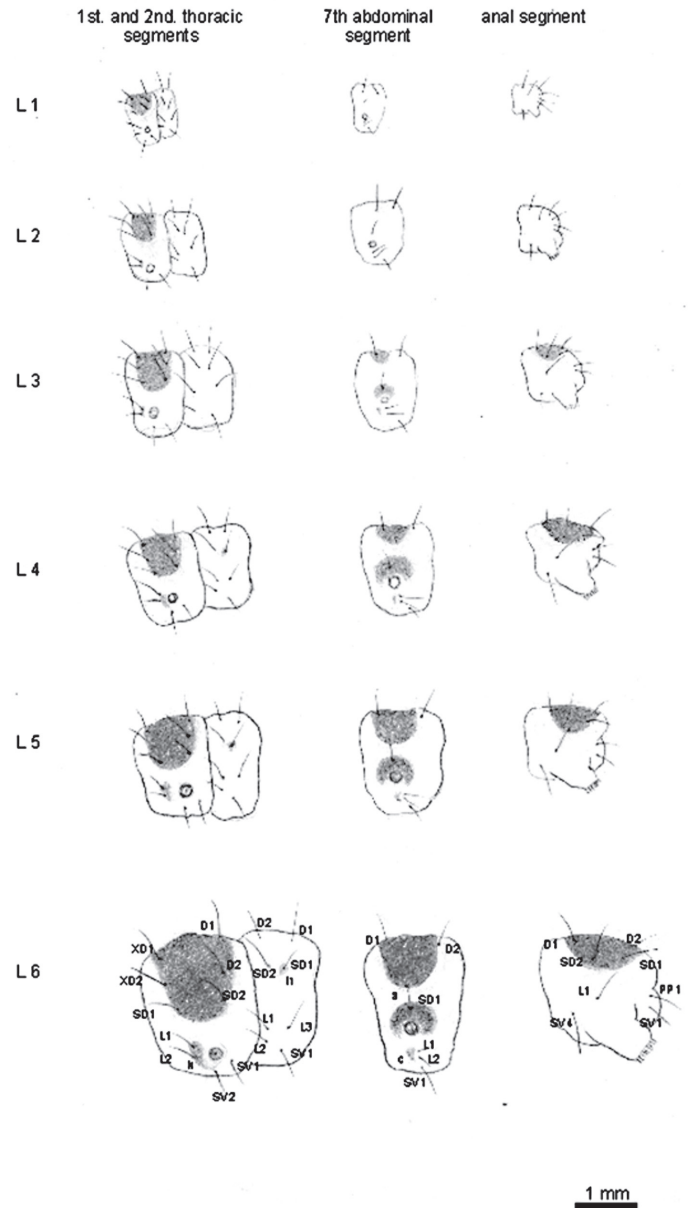 1st. and 2nd. thoracic
segments
7th abdominal
segment
anal segment
L 1
L 2
L 3
L 4
L 5
L 6
D1
D2
D1
XD1
D2
SD2
SD1
h
XD2
SD2
SD1
L1
L1
L3
L2
L2
k
SV1
SV1
SV2
D1
D2
a
SD1
L1
c
L2
SV1
D1
D2
SD2
SD1
L1
PP1
SV4
SV1
1 mm